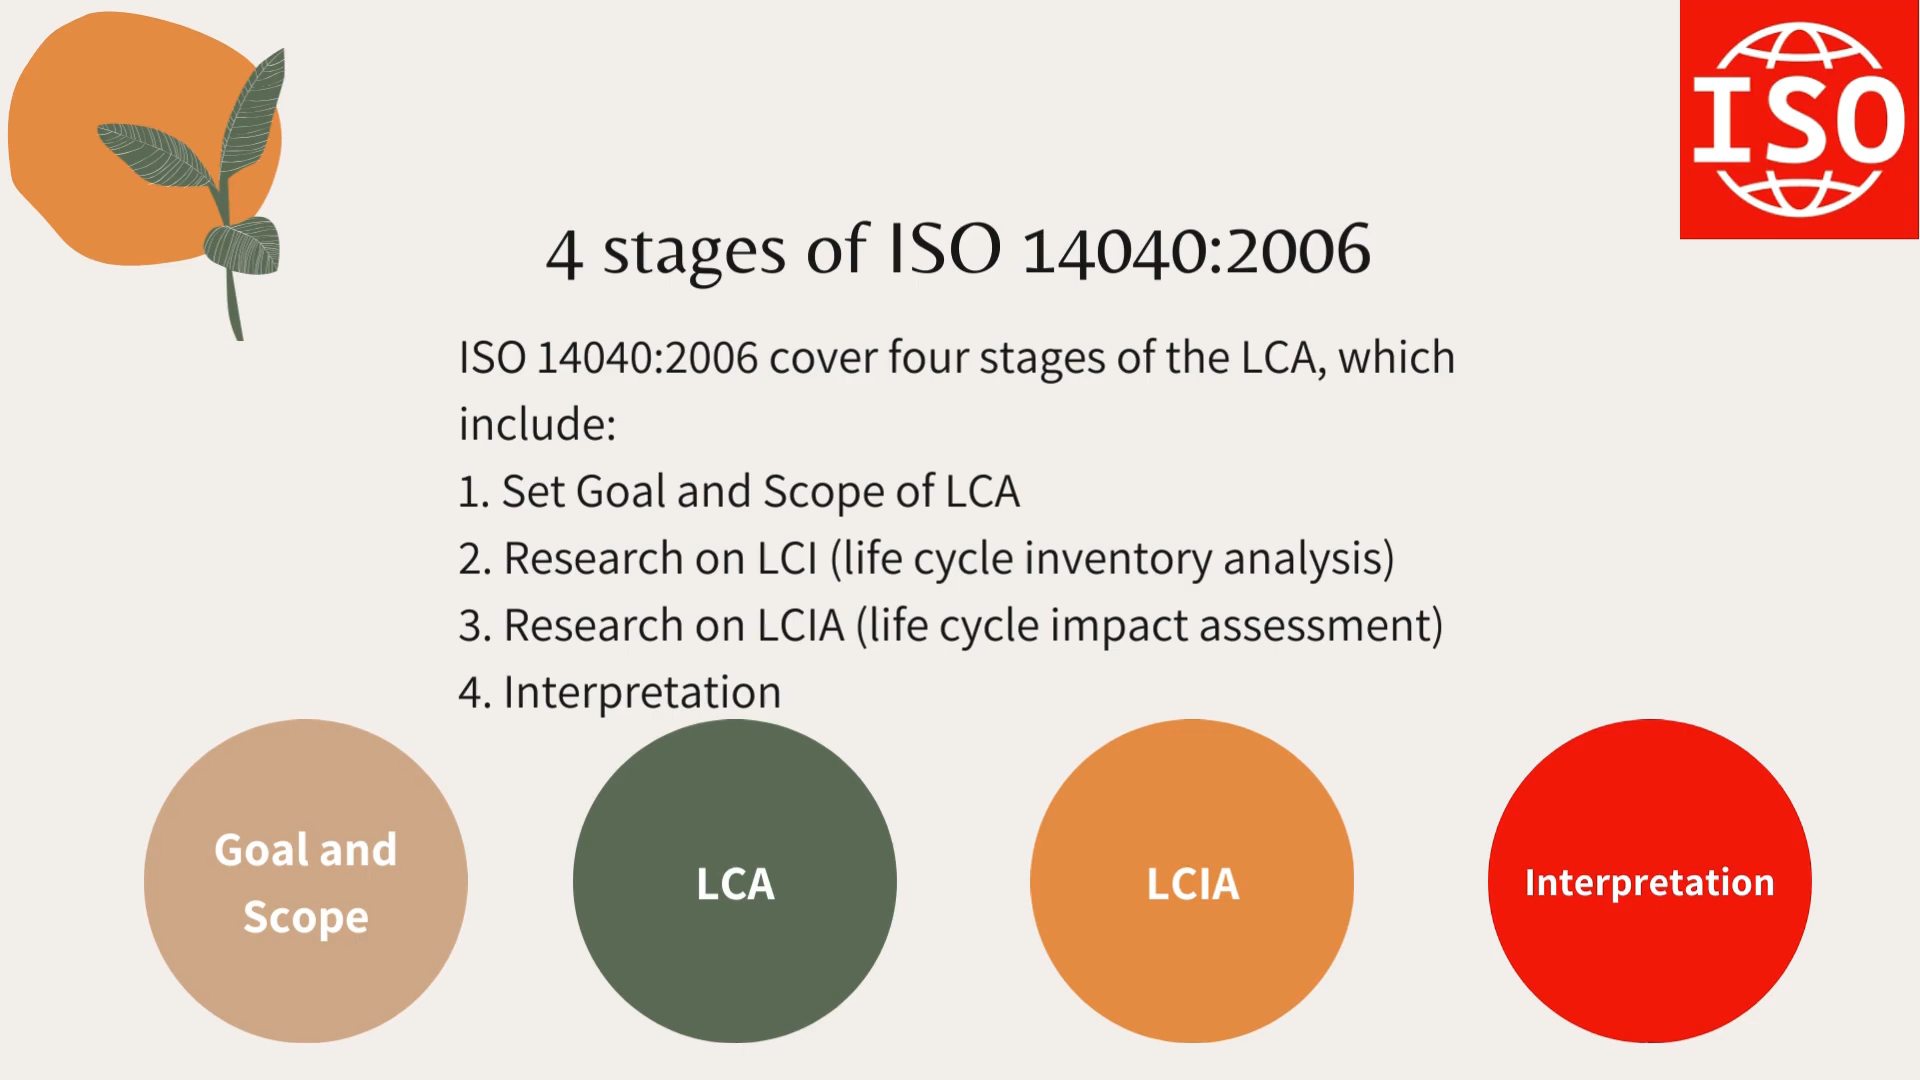 ISO
4 stages of ISO 14040:2006
ISO 14040:2006 cover four stages of the LCA, which
include:
1. Set Goal and Scope of LCA
2. Research on LCI (life cycle inventory analysis)
3. Research on LCIA (life cycle impact assessment)
4. Interpretation
Goal and
Scope
LCA
LCIA
Interpretation